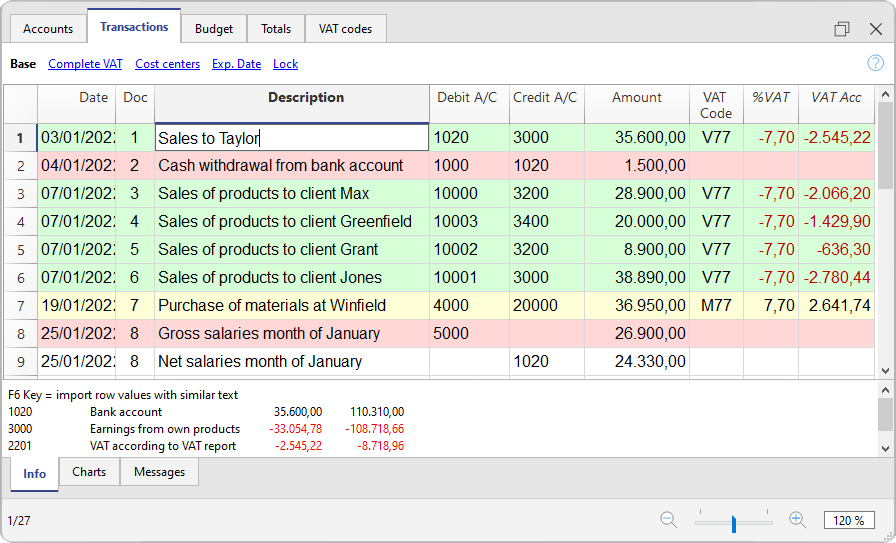 Accounts Transactions Budget Totals VAT codes
Base Complete VAT Cost centers Exp. Date Lock
Date Doc Description Debit A/C Credit A/C Amount VAT Code %VAT VAT Acc
1 03/01/202 1 Sales to Taylor 1020 3000 35.600,00 V77 -7,70 -2.545,22
2 04/01/202 2 Cash withdrawal from bank account 1000 1020 1.500,00
3 07/01/202 3 Sales of products to client Max 10000 3200 28.900,00 V77 -7,70 -2.066,20
4 07/01/202 4 Sales of products to client Greenfield 10003 3400 20.000,00 V77 -7,70 -1.429,90
5 07/01/202 5 Sales of products to client Grant 10002 3200 8.900,00 V77 -7,70 -636,30
6 07/01/202 6 Sales of products to client Jones 10001 3000 38.890,00 V77 -7,70 -2.780,44
7 19/01/202 7 Purchase of materials at Winfield 4000 20000 36.950,00 M77 7,70 2.641,74
8 25/01/202 8 Gross salaries month of January 5000 26.900,00
9 25/01/202 8 Net salaries month of January 1020 24.330,00
F6 Key = import row values with similar text
1020 Bank account 35.600,00 110.310,00
3000 Earnings from own products -33.054,78 -108.718,66
2201 VAT according to VAT report -2.545,22 -8.718,96
Info Charts Messages
1/27 120 %